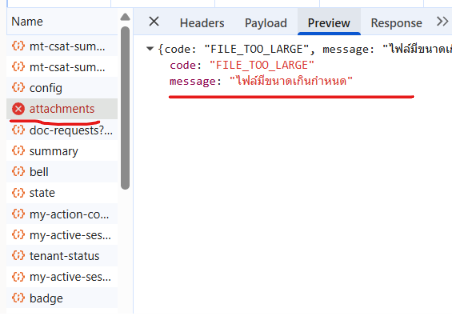 Name
Headers
Payload
Preview
Response
mt-csat-sum...
mt-csat-sum...
config
attachments
doc-requests?...
summary
bell
state
my-action-co...
my-active-ses...
tenant-status
my-active-ses...
badge
{code: "FILE_TOO_LARGE", message: "ไฟล์มีขนาดเกิ
code: "FILE_TOO_LARGE"
message: "ไฟล์มีขนาดเกินกำหนด"